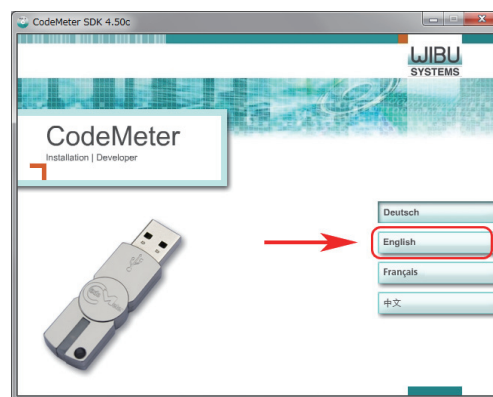 CodeMeter SDK 4.50c
WIBU
SYSTEMS
CodeMeter
Installation | Developer
Deutsch
English
Français
中文